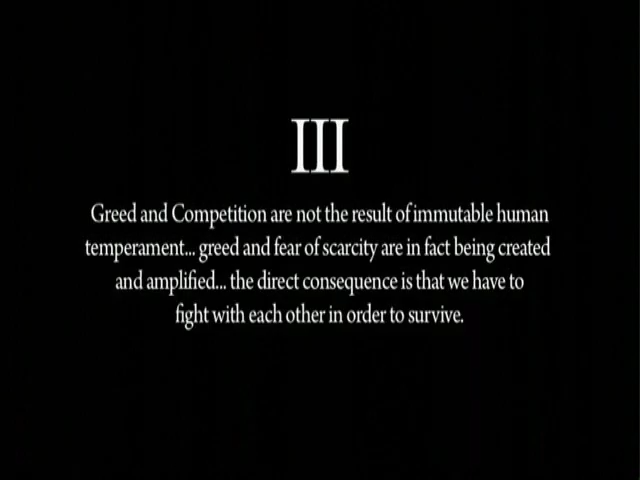 III
Greed and Competition are not the result of immutable human
temperament... greed and fear of scarcity are in fact being created
and amplified... the direct consequence is that we have to
fight with each other in order to survive.